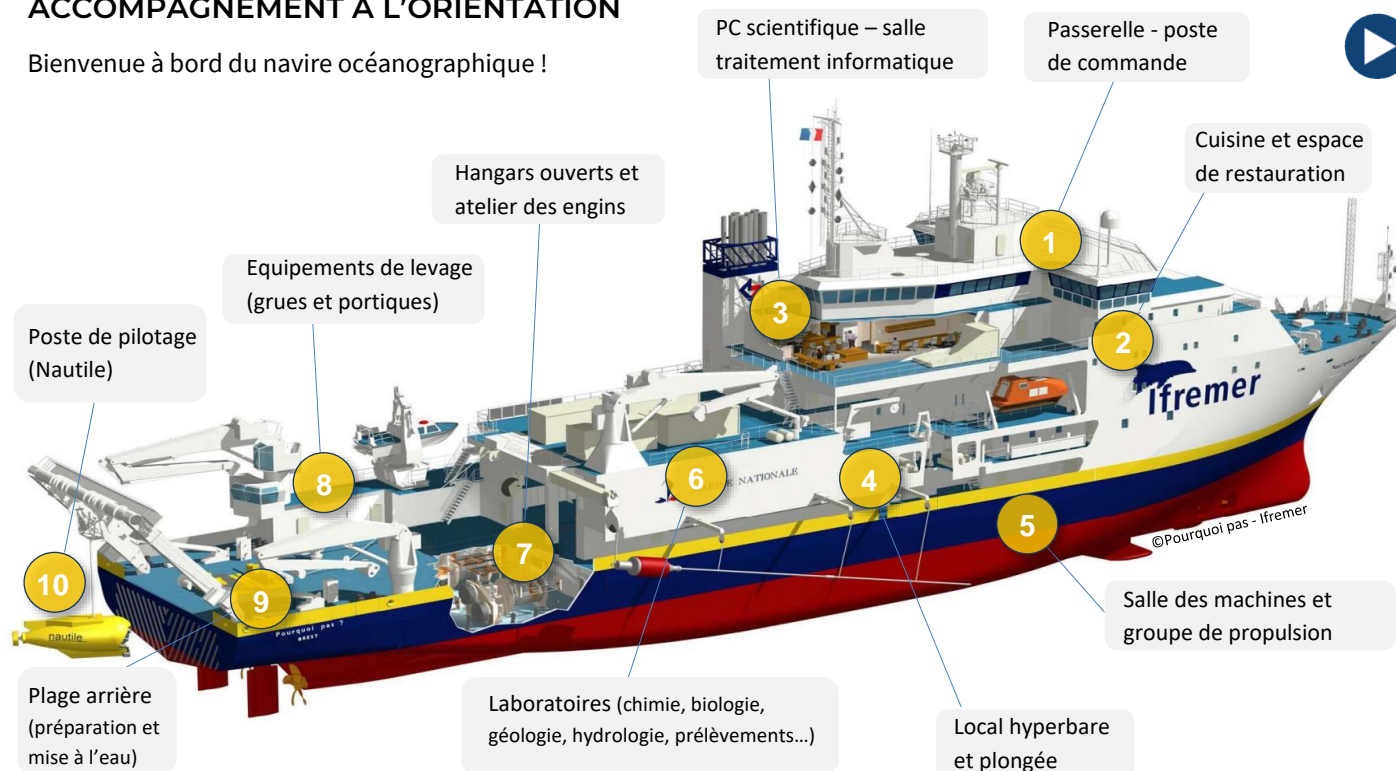 ACCOMPAGNEMENT À L’ORIENTATION
Bienvenue à bord du navire océanographique !
PC scientifique – salle
traitement informatique
Passerelle - poste
de commande
Cuisine et espace
de restauration
Hangars ouverts et
atelier des engins
Equipements de levage
(grues et portiques)
Poste de pilotage
(Nautile)
1
2
3
4
5
6
7
8
9
10
Ifremer
NATIONALE
nautile
Pourquoi pas ?
BREST
©Pourquoi pas - Ifremer
Salle des machines et
groupe de propulsion
Plage arrière
(préparation et
mise à l’eau)
Laboratoires (chimie, biologie,
géologie, hydrologie, prélèvements…)
Local hyperbare
et plongée